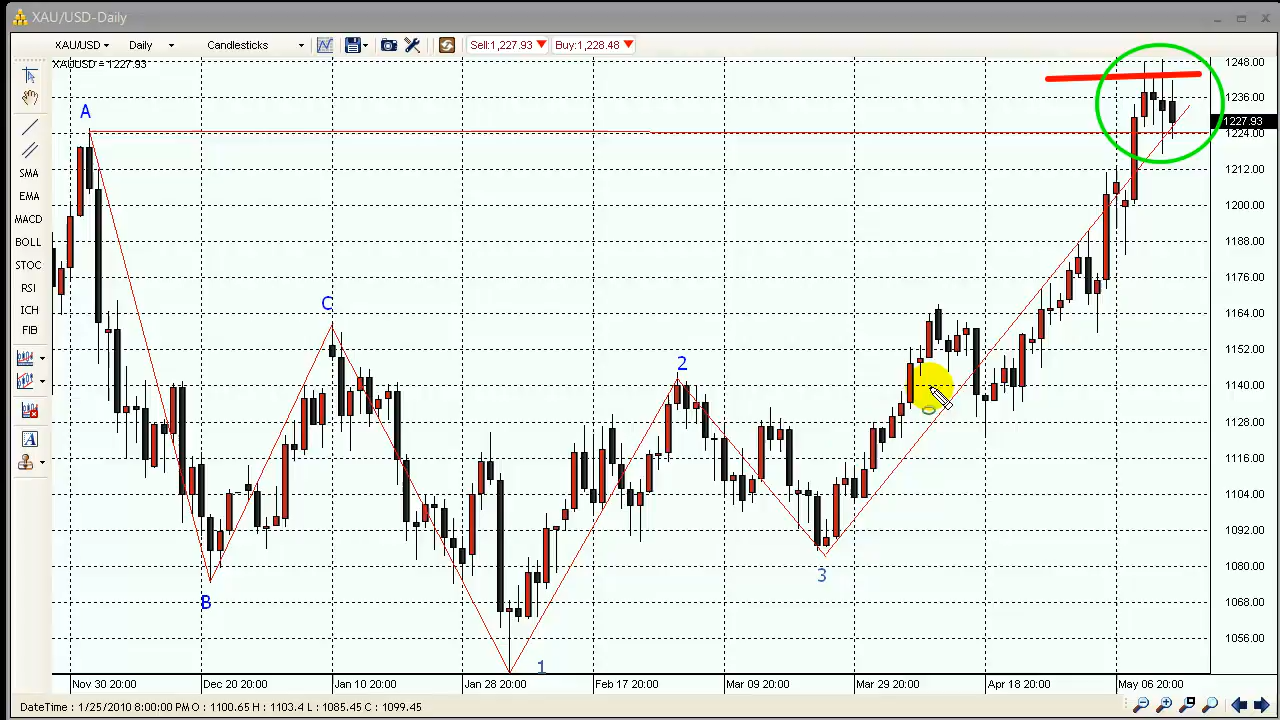 XAU/USD-Daily
XAU/USD Daily Candlesticks Sell:1,227.93 Buy:1,228.48
XAUUSD = 1227.93
SMA
EMA
MACD
BOLL
STOC
RSI
ICH
FIB
A
A
B
C
1
2
3
1248.00
1236.00
1227.93
1224.00
1212.00
1200.00
1188.00
1176.00
1164.00
1152.00
1140.00
1128.00
1116.00
1104.00
1092.00
1080.00
1068.00
1056.00
Nov 30 20:00 Dec 20 20:00 Jan 10 20:00 Jan 28 20:00 Feb 17 20:00 Mar 09 20:00 Mar 29 20:00 Apr 18 20:00 May 06 20:00
DateTime : 1/25/2010 8:00:00 PM O : 1100.65 H : 1103.4 L : 1085.45 C : 1099.45